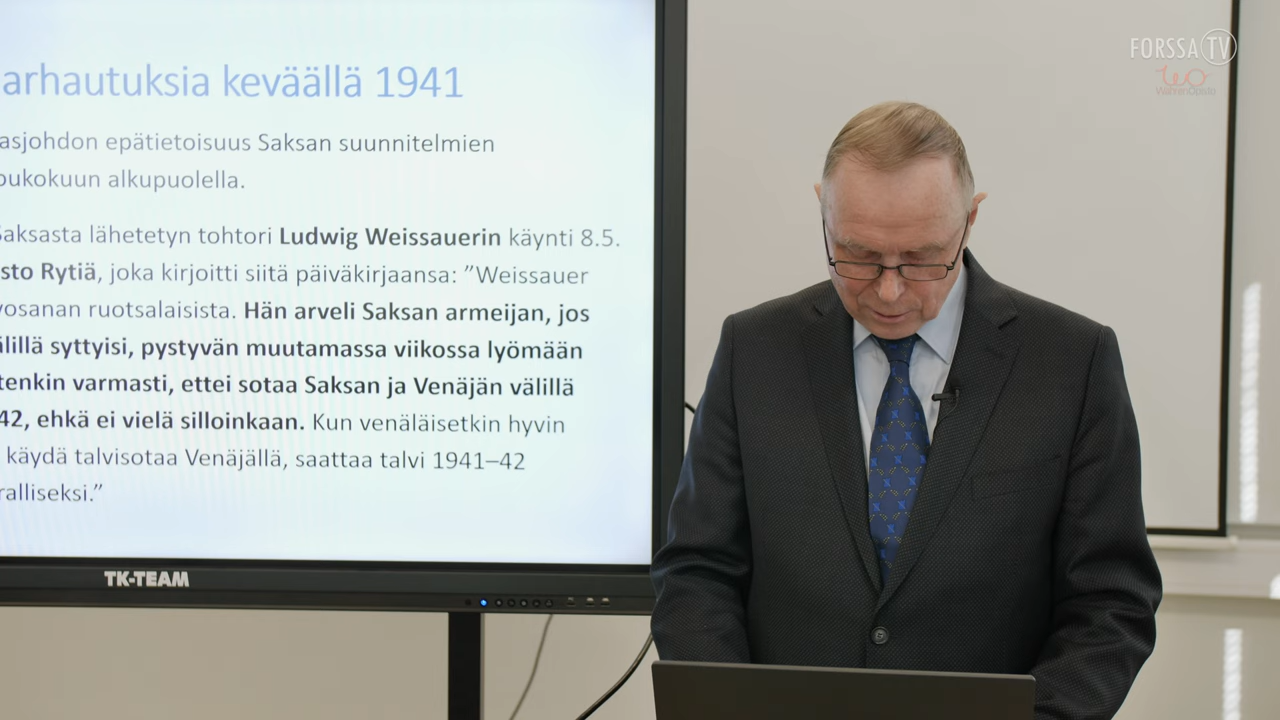 FORSSA TV
WahrenOpisto
arhautuksia keväällä 1941
asjohdon epätietoisuus Saksan suunnitelmien
oukokuun alkupuolella.
Saksasta lähetetyn tohtori Ludwig Weissauerin käynti 8.5.
sto Rytiä, joka kirjoitti siitä päiväkirjaansa: ”Weissauer
vosanan ruotsalaisista. Hän arveli Saksan armeijan, jos
älillä syttyisi, pystyvän muutamassa viikossa lyömään
tenkin varmasti, ettei sotaa Saksan ja Venäjän välillä
42, ehkä ei vielä silloinkaan. Kun venäläisetkin hyvin
käydä talvisotaa Venäjällä, saattaa talvi 1941–42
ralliseksi.”
TK-TEAM